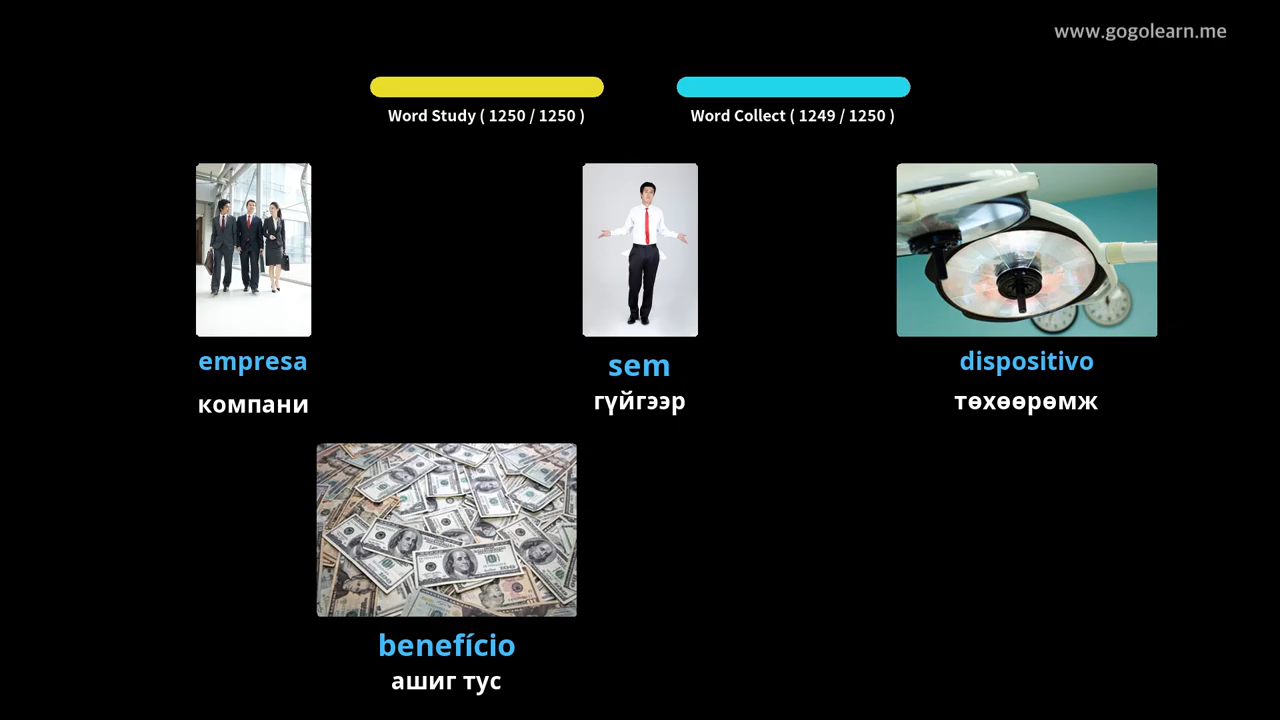 www.gogolearn.me
Word Study ( 1250 / 1250 )
Word Collect ( 1249 / 1250 )
empresa
компани
sem
гүйгээр
dispositivo
төхөөрөмж
benefício
ашиг тус